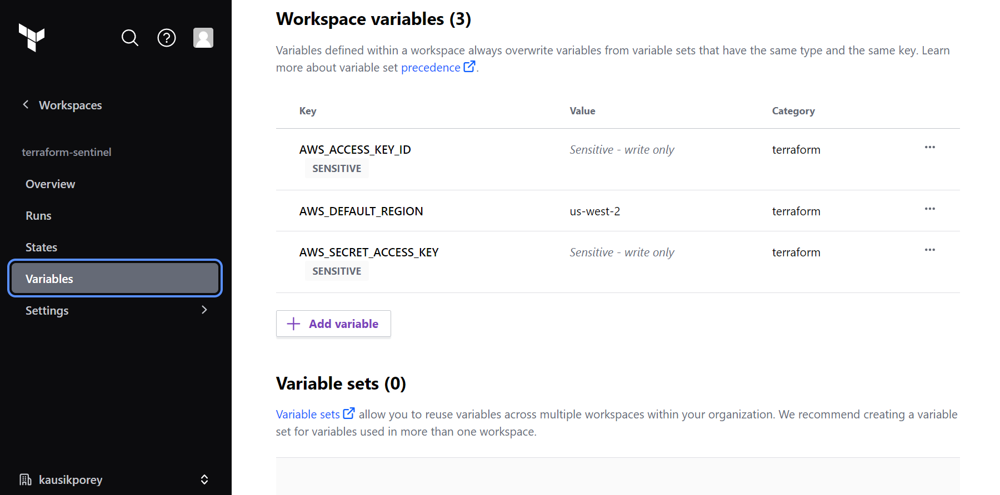 Workspaces
terraform-sentinel
Overview
Runs
States
Variables
Settings
kausikporey
Workspace variables (3)
Variables defined within a workspace always overwrite variables from variable sets that have the same type and the same key. Learn
more about variable set precedence.
Key Value Category
AWS_ACCESS_KEY_ID Sensitive - write only terraform ...
SENSITIVE
AWS_DEFAULT_REGION us-west-2 terraform ...
AWS_SECRET_ACCESS_KEY Sensitive - write only terraform ...
SENSITIVE
+ Add variable
Variable sets (0)
Variable sets allow you to reuse variables across multiple workspaces within your organization. We recommend creating a variable
set for variables used in more than one workspace.